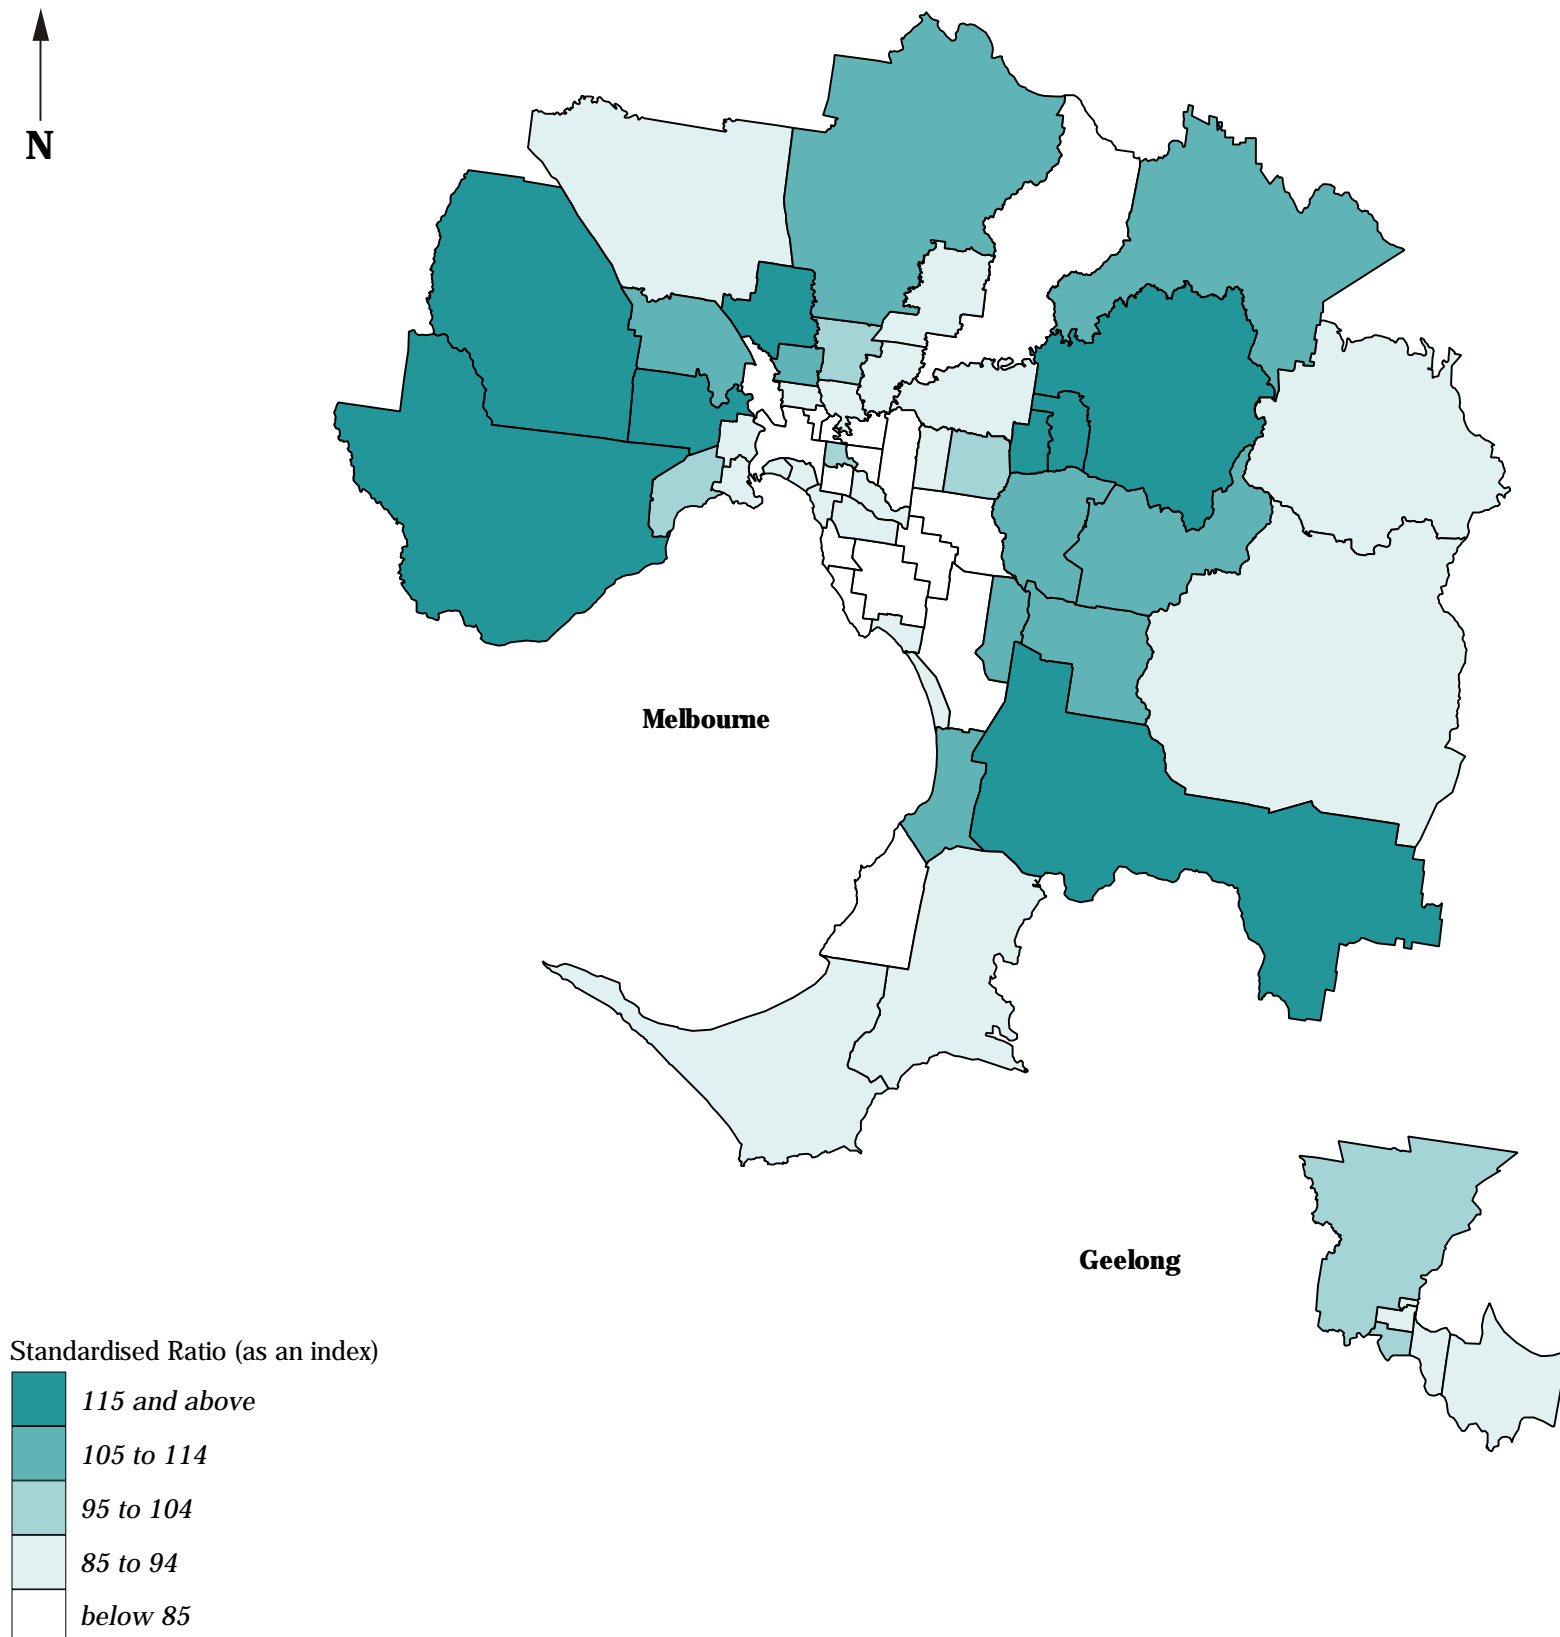 N
Melbourne
Geelong
Standardised Ratio (as an index)
115 and above
105 to 114
95 to 104
85 to 94
below 85